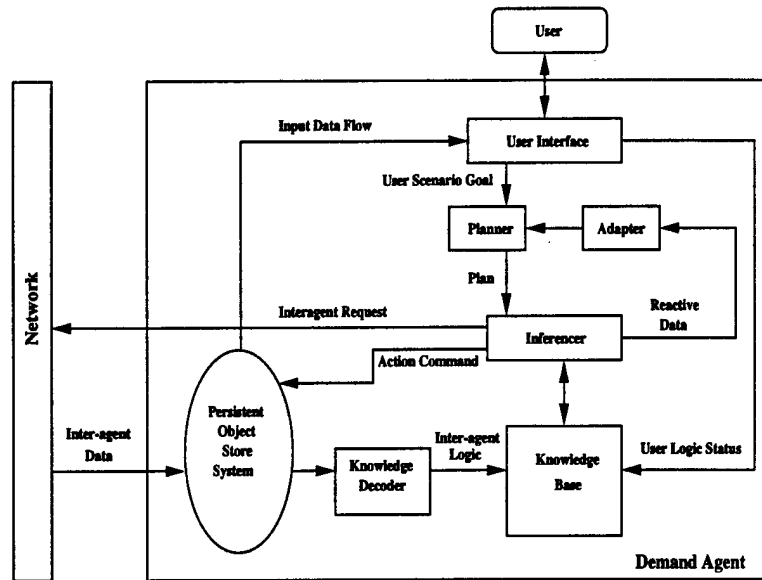 User
Input Data Flow
User Interface
User Scenario Goal
Planner
Adapter
Plan
Network
Interagent Request
Reactive
Data
Inferencer
Action Command
Persistent
Object
Store
System
Inter-agent
Data
Inter-agent
Logic
Knowledge
Decoder
Knowledge
Base
User Logic Status
Demand Agent